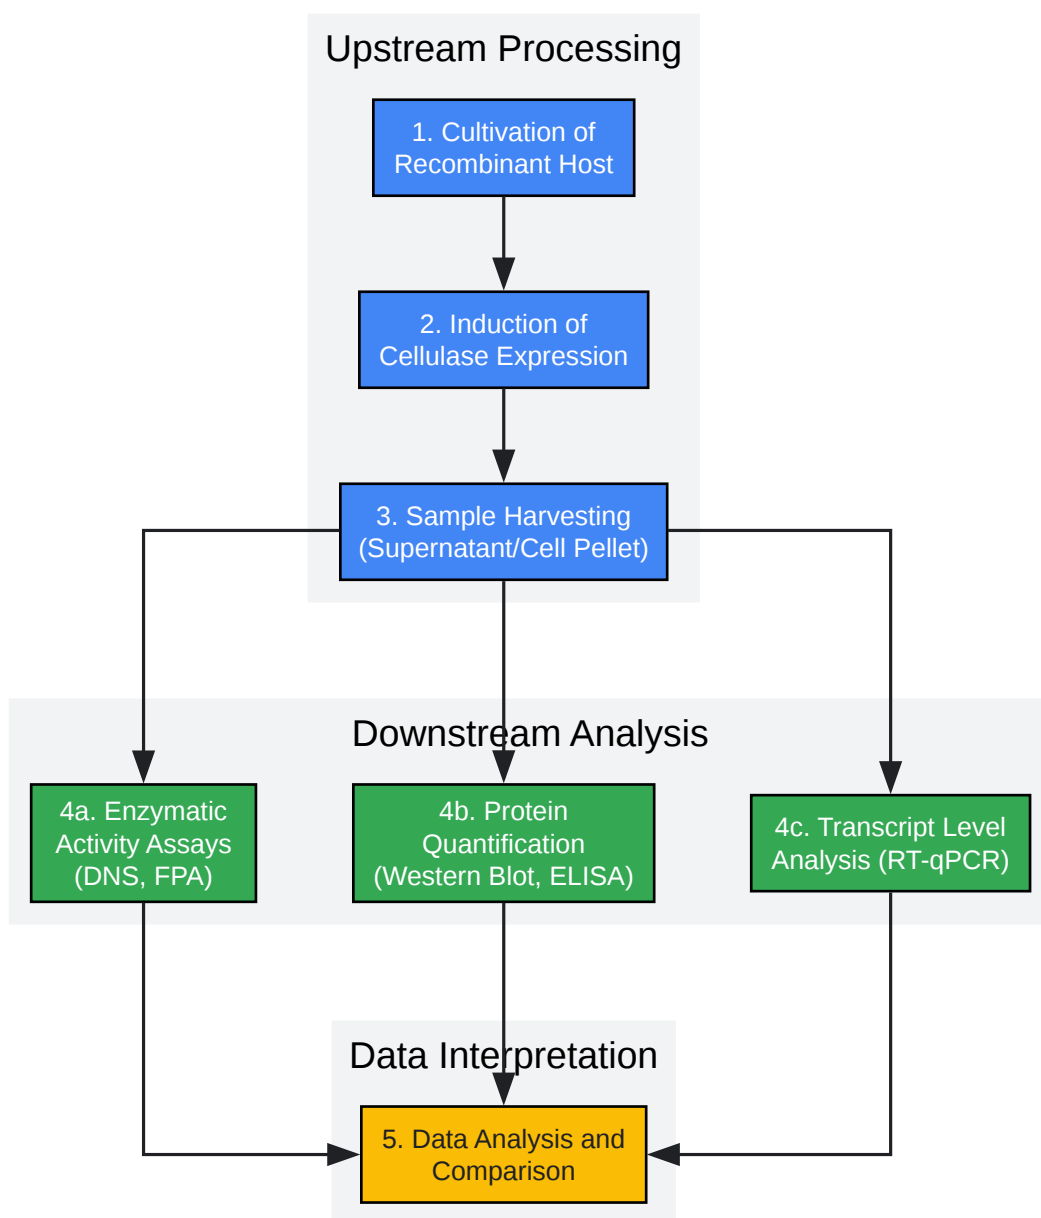 Upstream Processing
1. Cultivation of
Recombinant Host
2. Induction of
Cellulase Expression
3. Sample Harvesting
(Supernatant/Cell Pellet)
Downstream Analysis
4a. Enzymatic
Activity Assays
(DNS, FPA)
4b. Protein
Quantification
(Western Blot, ELISA)
4c. Transcript Level
Analysis (RT-qPCR)
Data Interpretation
5. Data Analysis and
Comparison